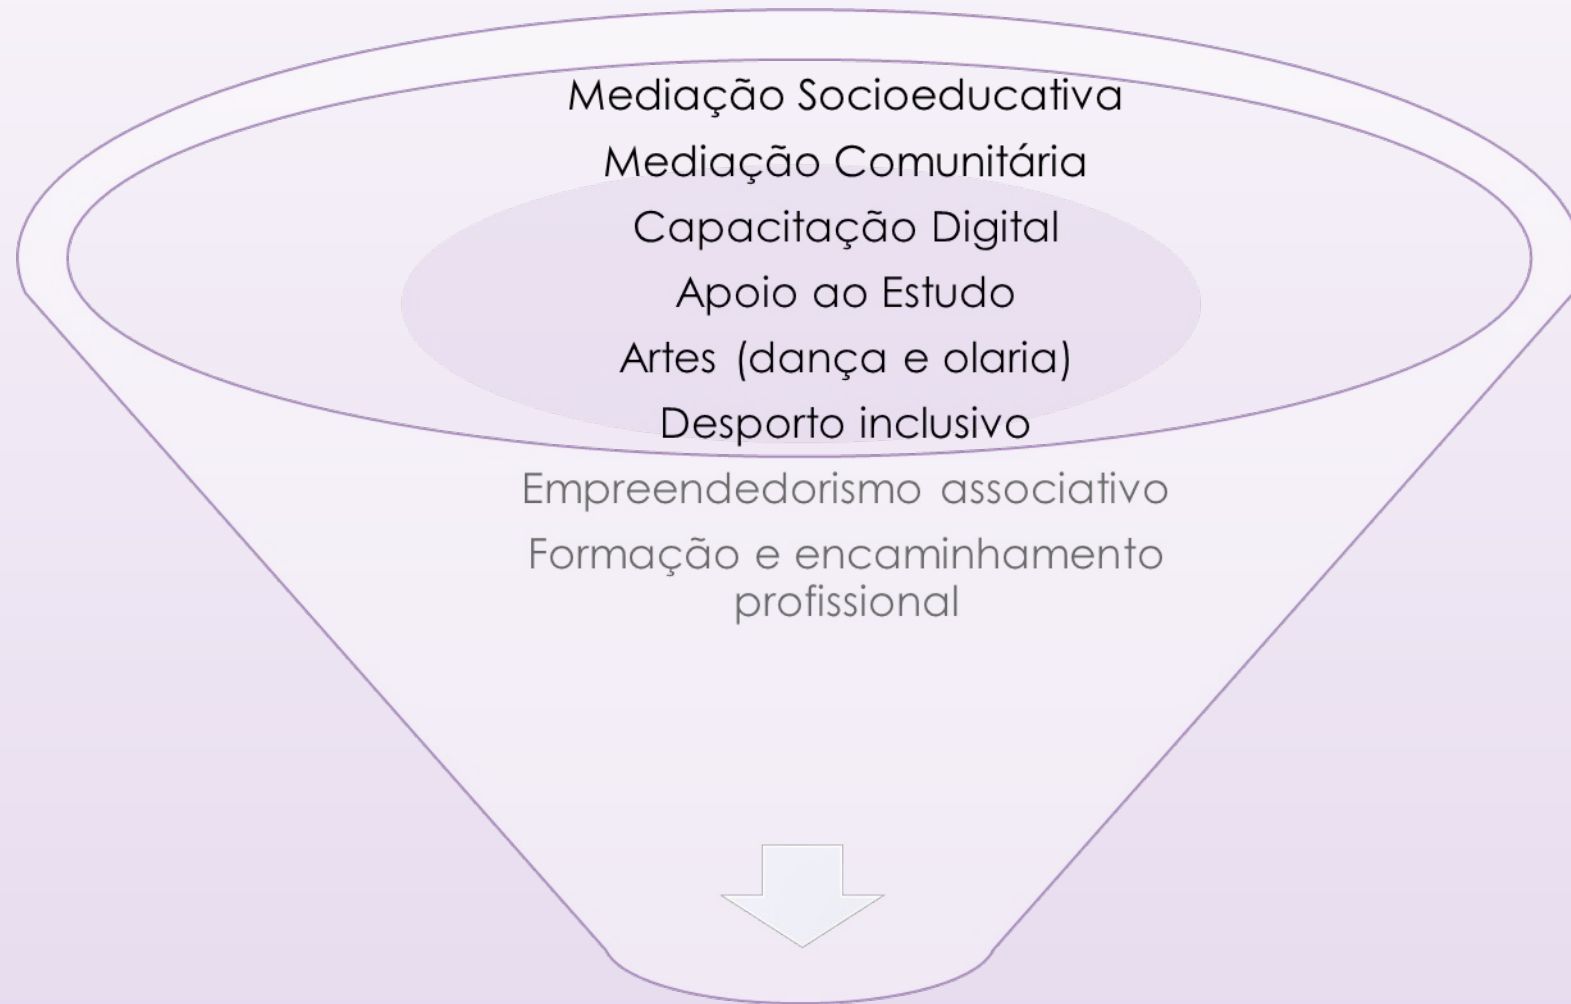 Mediação Socioeducativa
Mediação Comunitária
Capacitação Digital
Apoio ao Estudo
Artes (dança e olaria)
Desporto inclusivo
Empreendedorismo associativo
Formação e encaminhamento
profissional